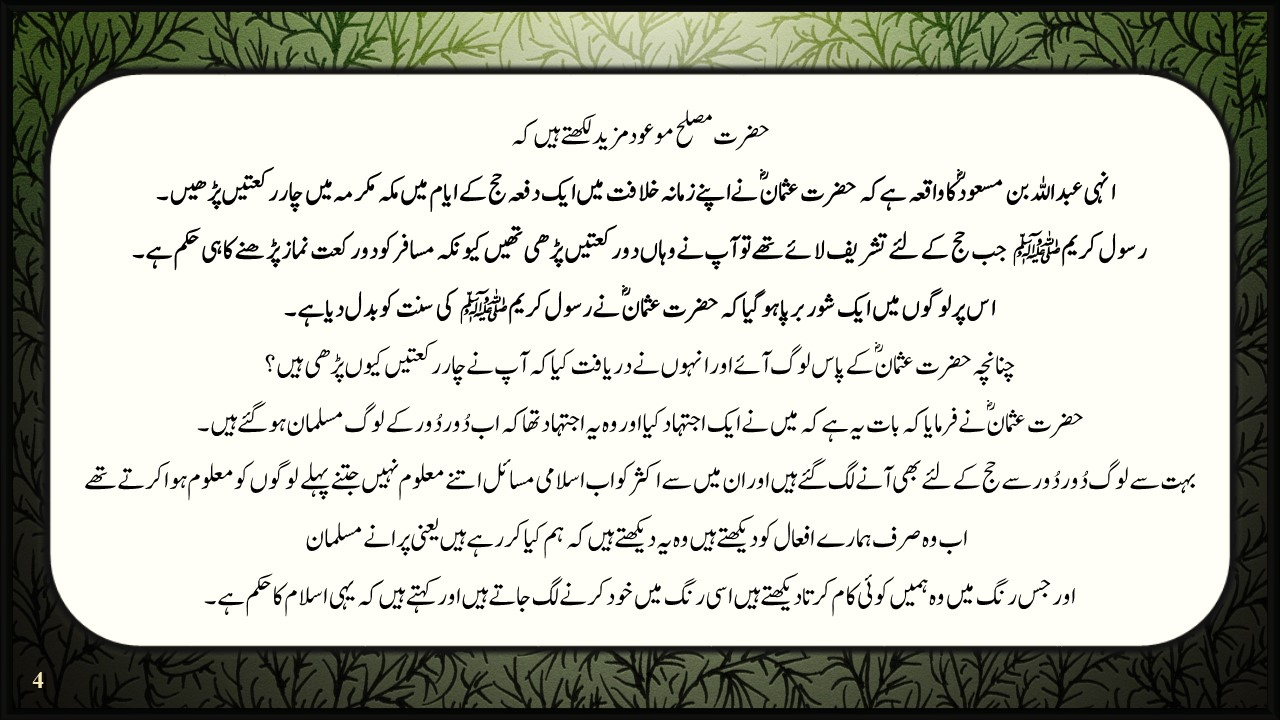 حضرت مصلح موعود مزید لکھتے ہیں کہ
انہی عبداللہ بن مسعودؓ کا واقعہ ہے کہ حضرت عثمانؓ نے اپنے زمانہ خلافت میں ایک دفعہ حج کے ایام میں مکہ مکرمہ میں چار رکعتیں پڑھیں۔
رسول کریم ﷺ جب حج کے لئے تشریف لائے تھے تو آپ نے وہاں دو رکعتیں پڑھی تھیں کیونکہ مسافر کو دو رکعت نماز پڑھنے کا ہی حکم ہے۔
اس پر لوگوں میں ایک شور برپا ہو گیا کہ حضرت عثمانؓ نے رسول کریم ﷺ کی سنت کو بدل دیا ہے۔
چنانچہ حضرت عثمانؓ کے پاس لوگ آئے اور انہوں نے دریافت کیا کہ آپ نے چار رکعتیں کیوں پڑھی ہیں؟
حضرت عثمانؓ نے فرمایا کہ بات یہ ہے کہ میں نے ایک اجتہاد کیا اور وہ یہ اجتہاد تھا کہ اب دُور دُور کے لوگ مسلمان ہو گئے ہیں۔
بہت سے لوگ دُور دُور سے حج کے لئے بھی آنے لگ گئے ہیں اور ان میں سے اکثر کو اب اسلامی مسائل اتنے معلوم نہیں جتنے پہلے لوگوں کو معلوم ہوا کرتے تھے
اب وہ صرف ہمارے افعال کو دیکھتے ہیں وہ یہ دیکھتے ہیں کہ ہم کیا کر رہے ہیں یعنی پرانے مسلمان
اور جس رنگ میں وہ ہمیں کوئی کام کرتا دیکھتے ہیں اسی رنگ میں خود کرنے لگ جاتے ہیں اور کہتے ہیں کہ یہی اسلام کا حکم ہے۔
4